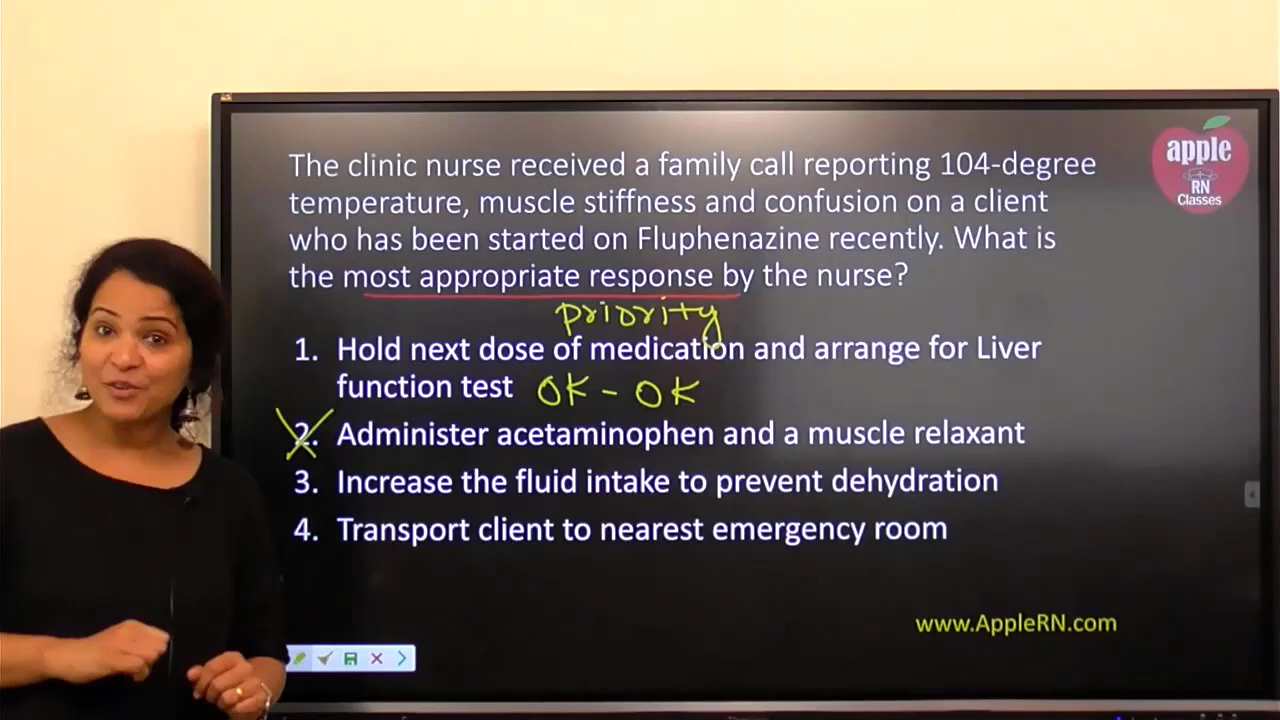 The clinic nurse received a family call reporting 104-degree
temperature, muscle stiffness and confusion on a client
who has been started on Fluphenazine recently. What is
the most appropriate response by the nurse?
priority
1. Hold next dose of medication and arrange for Liver
function test OK - OK
2. Administer acetaminophen and a muscle relaxant
3. Increase the fluid intake to prevent dehydration
4. Transport client to nearest emergency room
apple
RN
Classes
www.AppleRN.com